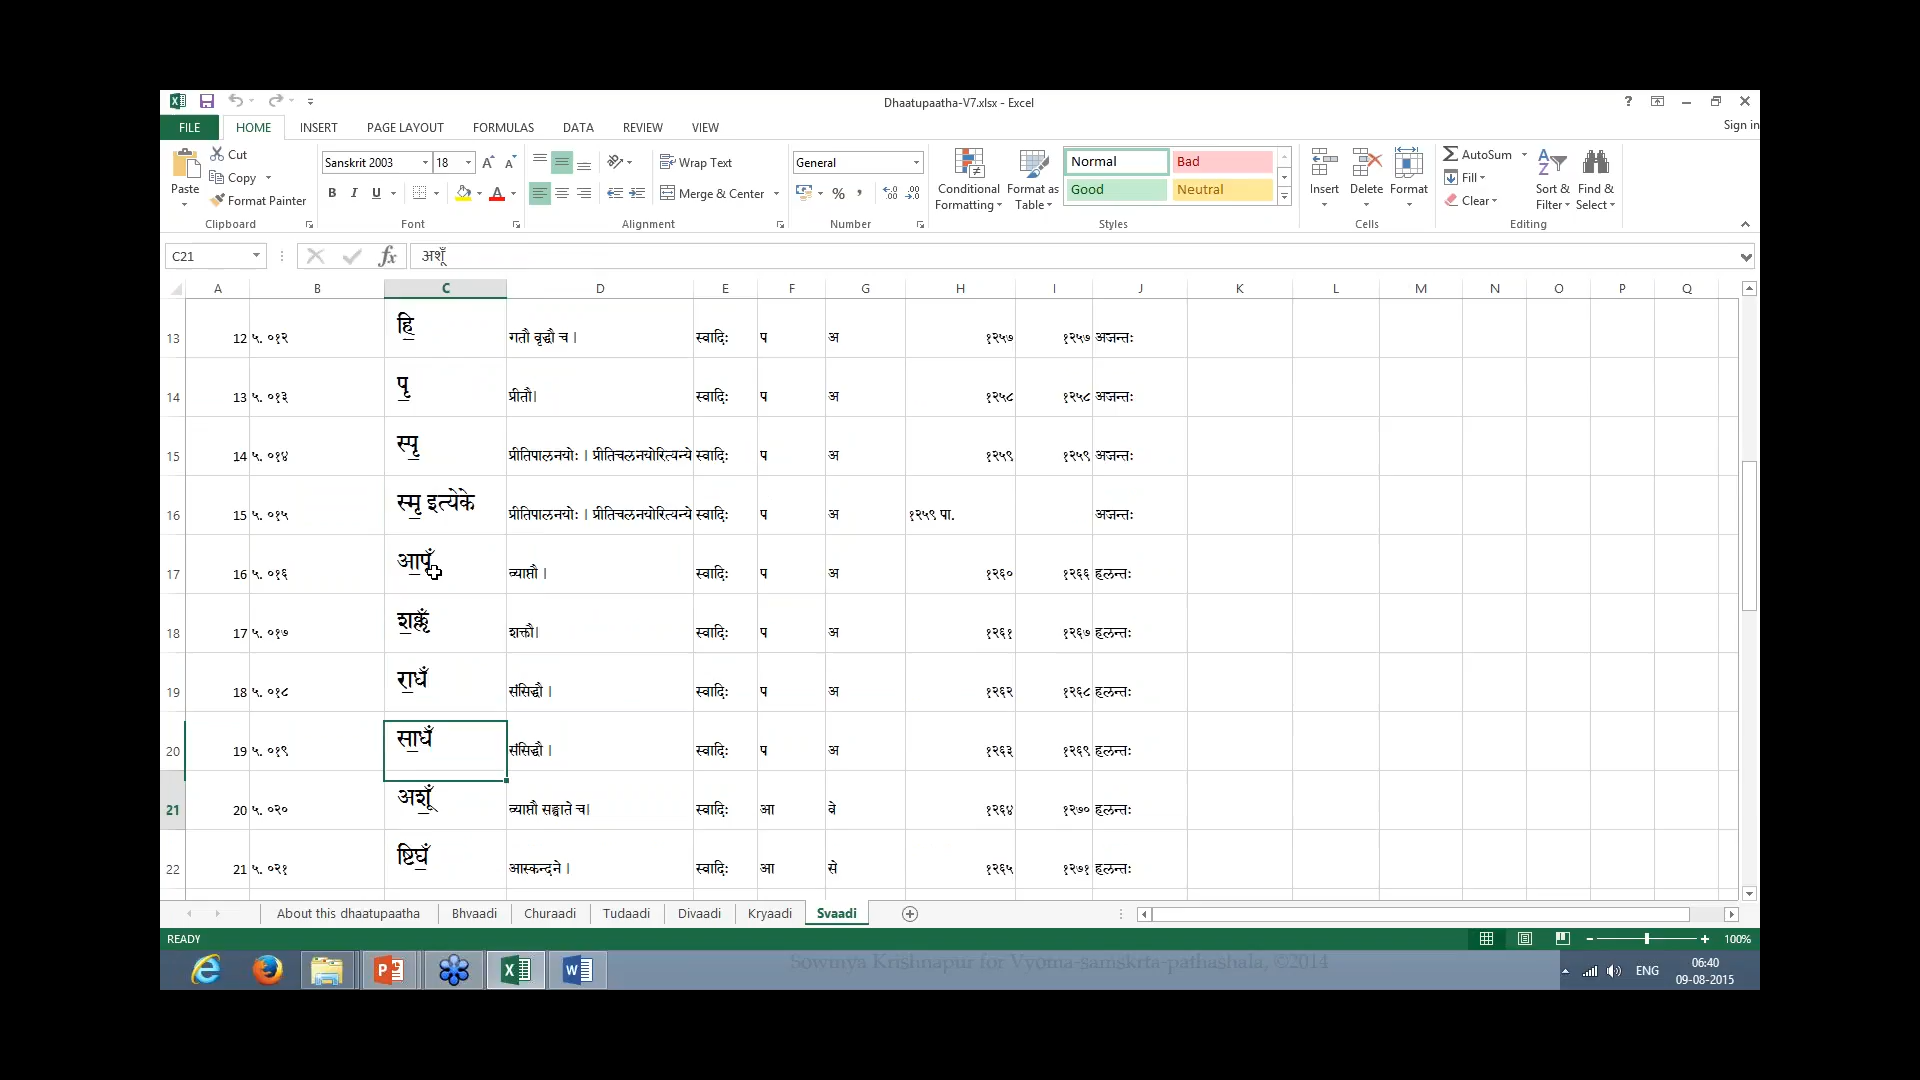 Dhaatupaatha-V7.xlsx - Excel
Sign in
FILE HOME INSERT PAGE LAYOUT FORMULAS DATA REVIEW VIEW
Paste Cut Copy Format Painter
Sanskrit 2003 18
B I U
Wrap Text
Merge & Center
General
Conditional Formatting Format as Table
Normal Bad Good Neutral
Insert Delete Format
AutoSum Fill Clear
Sort & Filter Find & Select
Clipboard Font Alignment Number Styles Cells Editing
C21 fx अशूँ
A B C D E F G H I J K L M N O P Q
13 12 ५. ०१२ हि॒ गतौ वृद्धौ च । स्वादिः प अ १२५७ १२५७ अजन्तः
14 13 ५. ०१३ पृ॒ प्रीतौ। स्वादिः प अ १२५८ १२५८ अजन्तः
15 14 ५. ०१४ स्पृ॒ प्रीतिपालनयोः । प्रीतिचलनयोरित्यन्ये स्वादिः प अ १२५९ १२५९ अजन्तः
16 15 ५. ०१५ स्मृ॒ इत्येके प्रीतिपालनयोः । प्रीतिचलनयोरित्यन्ये स्वादिः प अ १२५९ पा. अजन्तः
17 16 ५. ०१६ व्याप्तौ । स्वादिः प अ १२६० १२६६ हलन्तः
18 17 ५. ०१७ श॒कॢँ शक्तौ। स्वादिः प अ १२६१ १२६७ हलन्तः
19 18 ५. ०१८ रा॒धँ संसिद्धौ । स्वादिः प अ १२६२ १२६८ हलन्तः
20 19 ५. ०१९ सा॒धँ संसिद्धौ । स्वादिः प अ १२६३ १२६९ हलन्तः
21 20 ५. ०२० अशू॒ँ व्याप्तौ सङ्घाते च। स्वादिः आ वे १२६४ १२७० हलन्तः
22 21 ५. ०२१ ष्टिघँ॒ आस्कन्दने । स्वादिः आ से १२६५ १२७१ हलन्तः
About this dhaatupaatha Bhvaadi Churaadi Tudaadi Divaadi Kryaadi Svaadi
READY 100%
Sowmya Krishnapur for Vyoma-samskrta-pathashala, ©2014
ENG 06:40
09-08-2015